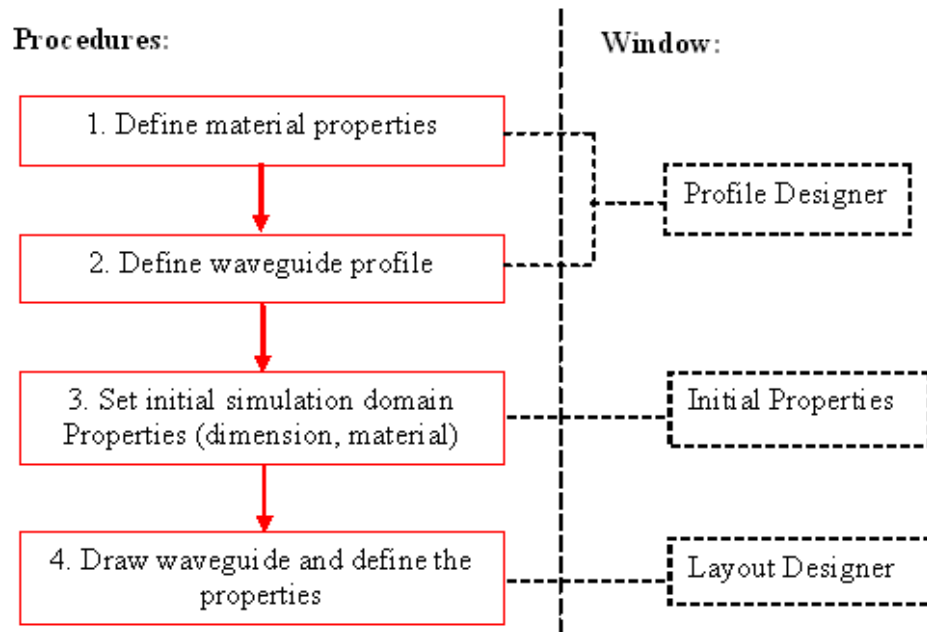 Procedures:
Window:
1. Define material properties
Profile Designer
2. Define waveguide profile
3. Set initial simulation domain
Properties (dimension, material)
Initial Properties
4. Draw waveguide and define the
properties
Layout Designer